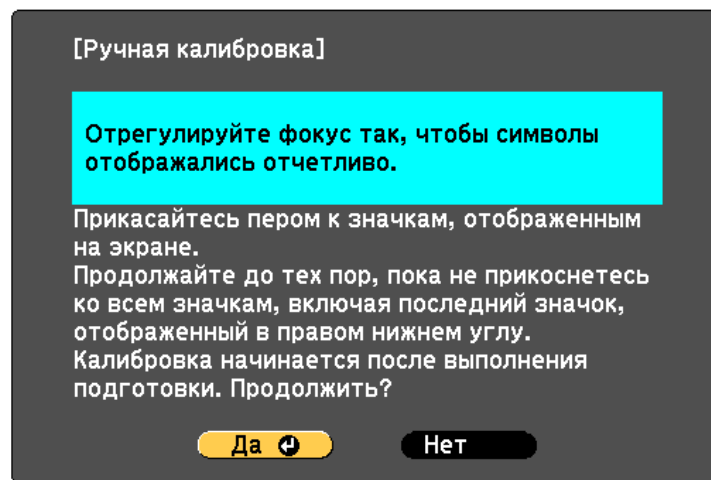 [Ручная калибровка]
Отрегулируйте фокус так, чтобы символы
отображались отчетливо.
Прикасайтесь пером к значкам, отображенным
на экране.
Продолжайте до тех пор, пока не прикоснетесь
ко всем значкам, включая последний значок,
отображенный в правом нижнем углу.
Калибровка начинается после выполнения
подготовки. Продолжить?
Да Нет